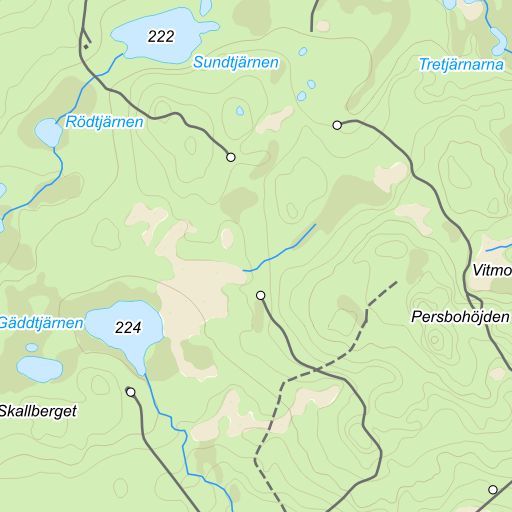 222
Sundtjärnen
Tretjärnarna
Rödtjärnen
Vitmo
Gäddtjärnen
224
Persbohöjden
Skallberget